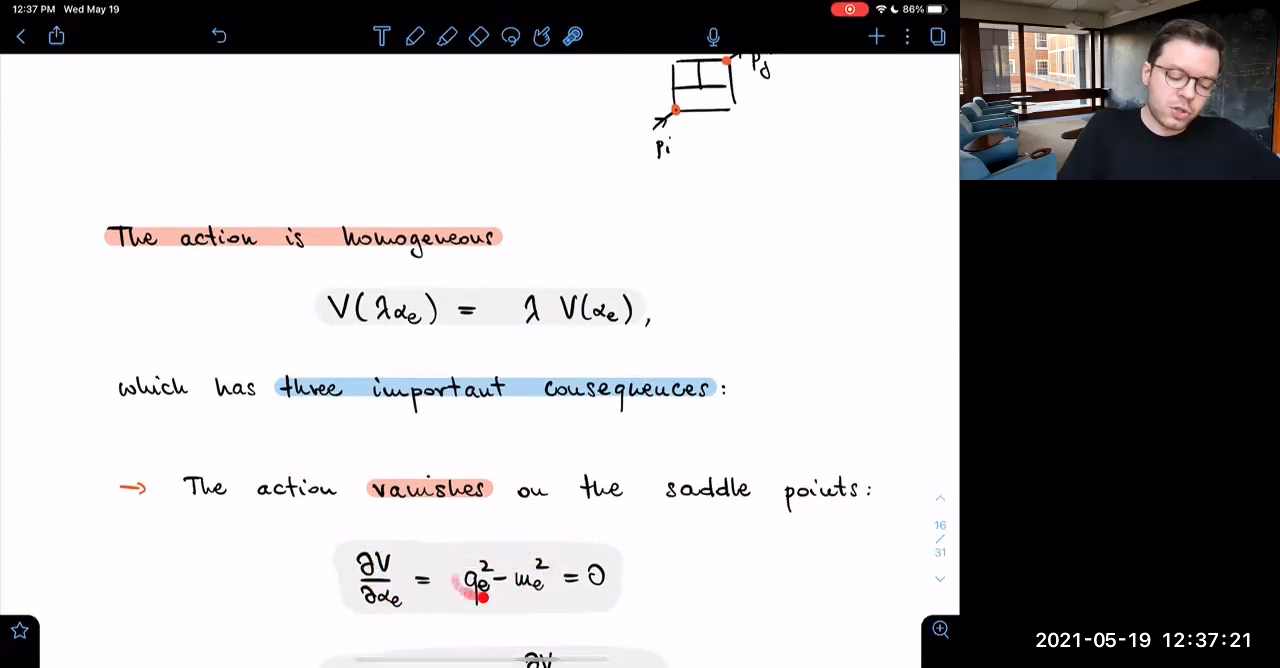 12:37 PM Wed May 19
86%
T
pj
pi
The action is homogeneous
V(λαe) = λ V(αe),
which has three important consequences:
→ The action vanishes on the saddle points:
∂V/∂αe = qe² - me² = 0
∂V
16
/
31
2021-05-19 12:37:21